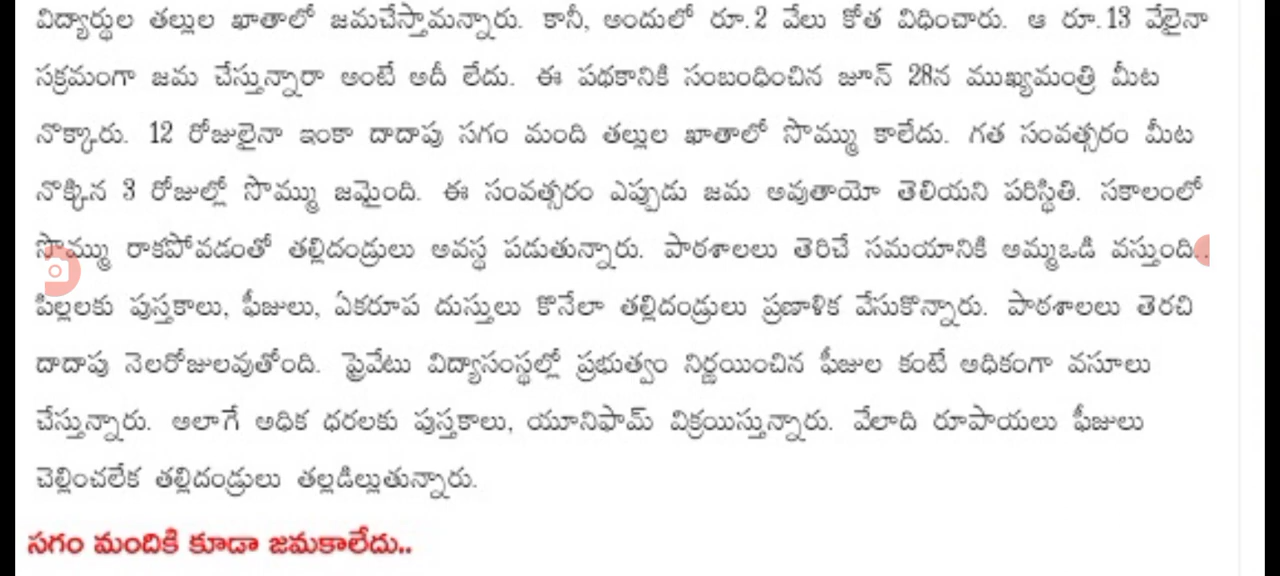 విద్యార్థుల తల్లుల ఖాతాలో జమచేస్తామన్నారు. కానీ, అందులో రూ.2 వేలు కోత విధించారు. ఆ రూ.13 వేలైనా
సక్రమంగా జమ చేస్తున్నారా అంటే అదీ లేదు. ఈ పథకానికి సంబంధించిన జూన్ 28న ముఖ్యమంత్రి మీట
నొక్కారు. 12 రోజులైనా ఇంకా దాదాపు సగం మంది తల్లుల ఖాతాలో సొమ్ము కాలేదు. గత సంవత్సరం మీట
నొక్కిన 3 రోజుల్లో సొమ్ము జమైంది. ఈ సంవత్సరం ఎప్పుడు జమ అవుతాయో తెలియని పరిస్థితి. సకాలంలో
సొమ్ము రాకపోవడంతో తల్లిదండ్రులు అవస్థ పడుతున్నారు. పాఠశాలలు తెరిచే సమయానికి అమ్మఒడి వస్తుంది..
పిల్లలకు పుస్తకాలు, ఫీజులు, ఏకరూప దుస్తులు కొనేలా తల్లిదండ్రులు ప్రణాళిక వేసుకొన్నారు. పాఠశాలలు తెరచి
దాదాపు నెలరోజులవుతోంది. ప్రైవేటు విద్యాసంస్థల్లో ప్రభుత్వం నిర్ణయించిన ఫీజుల కంటే అధికంగా వసూలు
చేస్తున్నారు. అలాగే అధిక ధరలకు పుస్తకాలు, యూనిఫామ్ విక్రయిస్తున్నారు. వేలాది రూపాయలు ఫీజులు
చెల్లించలేక తల్లిదండ్రులు తల్లడిల్లుతున్నారు.
సగం మందికి కూడా జమకాలేదు..